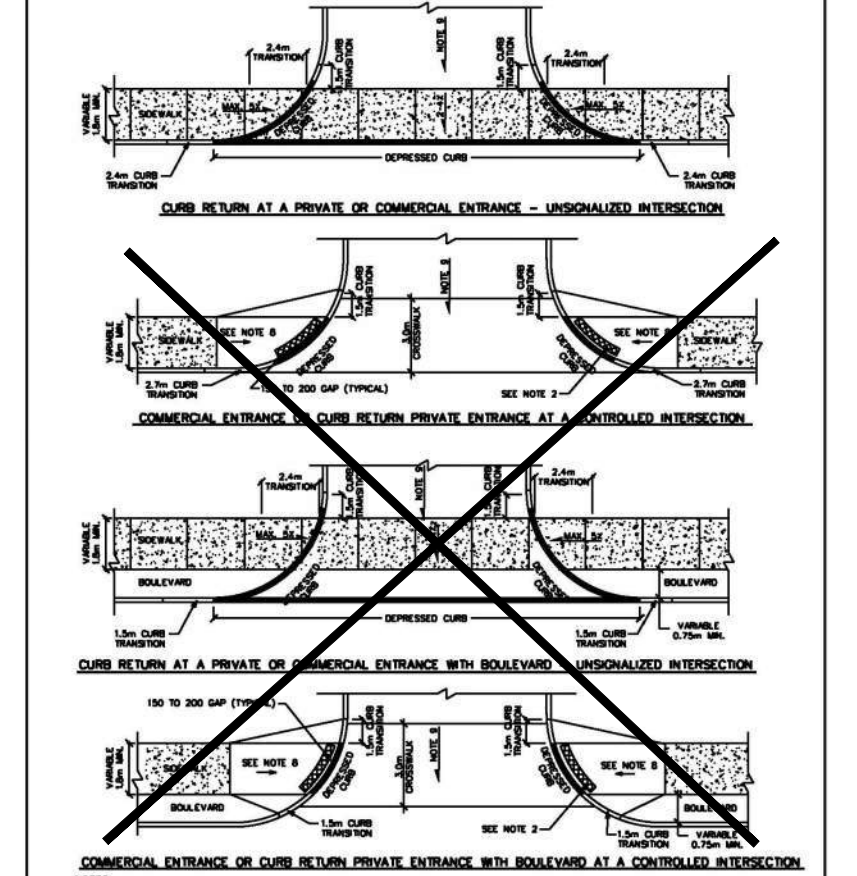 2.4m
TRANSITION
1.5m CURB
TRANSITION
NOTE 9
1.5m CURB
TRANSITION
2.4m
TRANSITION
VARIABLE
1.8m MIN.
SIDEWALK
MAX. 5%
DEPRESSED
CURB
2-4%
DEPRESSED
CURB
MAX. 5%
2.4m CURB
TRANSITION
DEPRESSED CURB
2.4m CURB
TRANSITION
CURB RETURN AT A PRIVATE OR COMMERCIAL ENTRANCE - UNSIGNALIZED INTERSECTION
NOTE 9
1.5m CURB
TRANSITION
1.5m CURB
TRANSITION
VARIABLE
1.8m MIN.
SIDEWALK
SEE NOTE 8
DEPRESSED
CURB
3.0m
CROSSWALK
DEPRESSED
CURB
SEE NOTE 8
SIDEWALK
2.7m CURB
TRANSITION
150 TO 200 GAP (TYPICAL)
SEE NOTE 2
2.7m CURB
TRANSITION
COMMERCIAL ENTRANCE OR CURB RETURN PRIVATE ENTRANCE AT A CONTROLLED INTERSECTION
2.4m
TRANSITION
1.5m CURB
TRANSITION
NOTE 9
1.5m CURB
TRANSITION
2.4m
TRANSITION
VARIABLE
1.8m MIN.
SIDEWALK
MAX. 5%
MAX. 5%
BOULEVARD
DEPRESSED
CURB
DEPRESSED
CURB
BOULEVARD
1.5m CURB
TRANSITION
DEPRESSED CURB
1.5m CURB
TRANSITION
VARIABLE
0.75m MIN.
CURB RETURN AT A PRIVATE OR COMMERCIAL ENTRANCE WITH BOULEVARD UNSIGNALIZED INTERSECTION
150 TO 200 GAP (TYPICAL)
1.5m CURB
TRANSITION
NOTE 9
1.5m CURB
TRANSITION
VARIABLE
1.8m MIN.
SIDEWALK
SEE NOTE 8
DEPRESSED
CURB
3.0m
CROSSWALK
DEPRESSED
CURB
SEE NOTE 8
BOULEVARD
1.5m CURB
TRANSITION
SEE NOTE 2
1.5m CURB
TRANSITION
VARIABLE
0.75m MIN.
COMMERCIAL ENTRANCE OR CURB RETURN PRIVATE ENTRANCE WITH BOULEVARD AT A CONTROLLED INTERSECTION